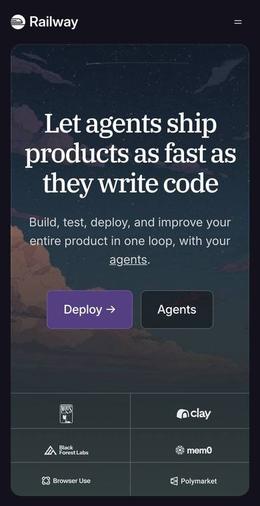 Railway
Let agents ship
products as fast as
they write code
Build, test, deploy, and improve your
entire product in one loop, with your
agents.
Deploy → Agents
clay
Black
Forest Labs
mem0
Browser Use
Polymarket